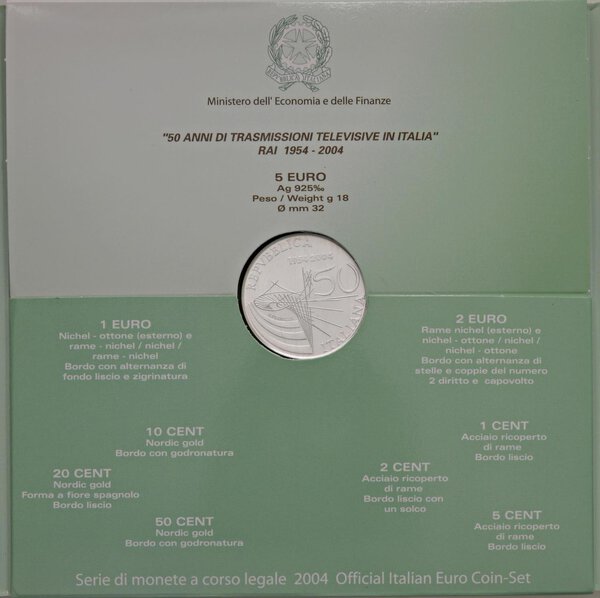 REPVBBLICA ITALIANA
Ministero dell' Economia e delle Finanze
"50 ANNI DI TRASMISSIONI TELEVISIVE IN ITALIA"
RAI 1954 - 2004
5 EURO
Ag 925‰
Peso / Weight g 18
Ø mm 32
REPVBBLICA
1954-2004
50
ITALIANA
1 EURO
Nichel - ottone (esterno) e
rame - nichel / nichel /
rame - nichel
Bordo con alternanza di
fondo liscio e zigrinatura
2 EURO
Rame nichel (esterno) e
nichel - ottone / nichel /
nichel - ottone
Bordo con alternanza di
stelle e coppie del numero
2 diritto e capovolto
10 CENT
Nordic gold
Bordo con godronatura
1 CENT
Acciaio ricoperto
di rame
Bordo liscio
20 CENT
Nordic gold
Forma a fiore spagnolo
Bordo liscio
2 CENT
Acciaio ricoperto
di rame
Bordo liscio con
un solco
50 CENT
Nordic gold
Bordo con godronatura
5 CENT
Acciaio ricoperto
di rame
Bordo liscio
Serie di monete a corso legale 2004 Official Italian Euro Coin-Set